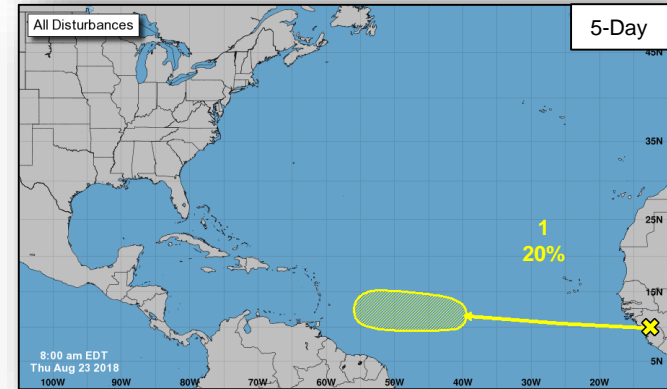 All Disturbances
5-Day
45N
35N
25N
1
20%
15N
5N
8:00 am EDT
Thu Aug 23 2018
100W 90W 80W 70W 60W 50W 40W 30W 20W